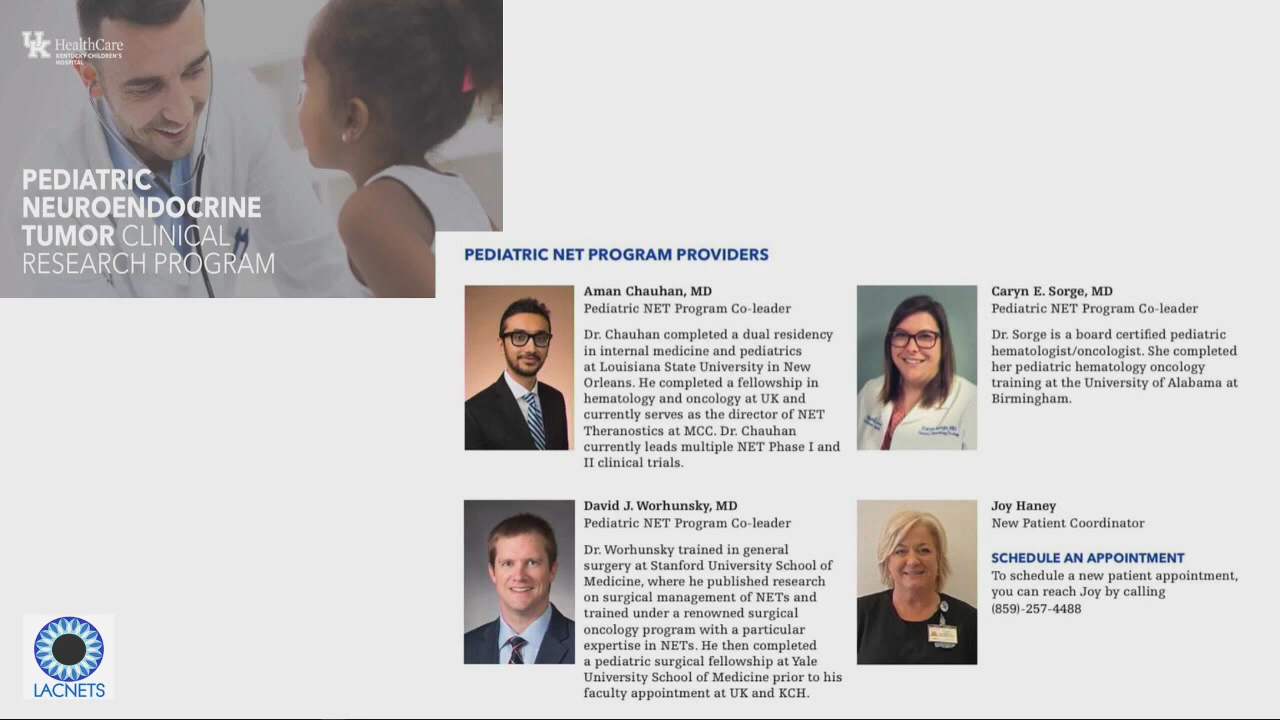 UK HealthCare
KENTUCKY CHILDREN'S
HOSPITAL
PEDIATRIC
NEUROENDOCRINE
TUMOR CLINICAL
RESEARCH PROGRAM
PEDIATRIC NET PROGRAM PROVIDERS
Aman Chauhan, MD
Pediatric NET Program Co-leader
Dr. Chauhan completed a dual residency
in internal medicine and pediatrics
at Louisiana State University in New
Orleans. He completed a fellowship in
hematology and oncology at UK and
currently serves as the director of NET
Theranostics at MCC. Dr. Chauhan
currently leads multiple NET Phase I and
II clinical trials.
Caryn E. Sorge, MD
Pediatric NET Program Co-leader
Dr. Sorge is a board certified pediatric
hematologist/oncologist. She completed
her pediatric hematology oncology
training at the University of Alabama at
Birmingham.
David J. Worhunsky, MD
Pediatric NET Program Co-leader
Dr. Worhunsky trained in general
surgery at Stanford University School of
Medicine, where he published research
on surgical management of NETs and
trained under a renowned surgical
oncology program with a particular
expertise in NETs. He then completed
a pediatric surgical fellowship at Yale
University School of Medicine prior to his
faculty appointment at UK and KCH.
Joy Haney
New Patient Coordinator
SCHEDULE AN APPOINTMENT
To schedule a new patient appointment,
you can reach Joy by calling
(859)-257-4488
LACNETS